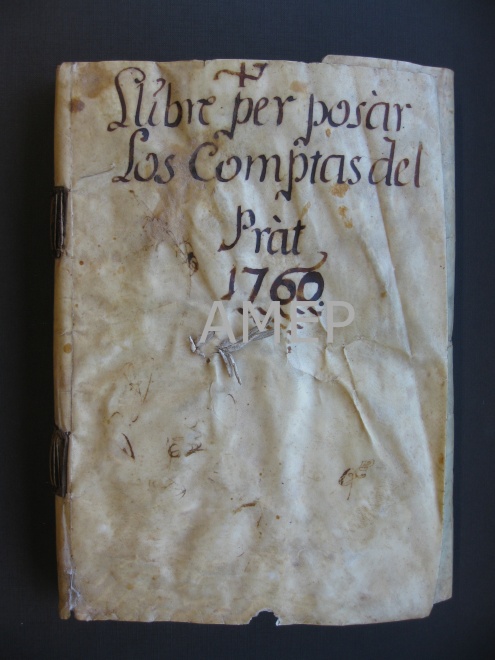 Llibre per posàr
Los Comptas del
Pràt
1760
AMEP